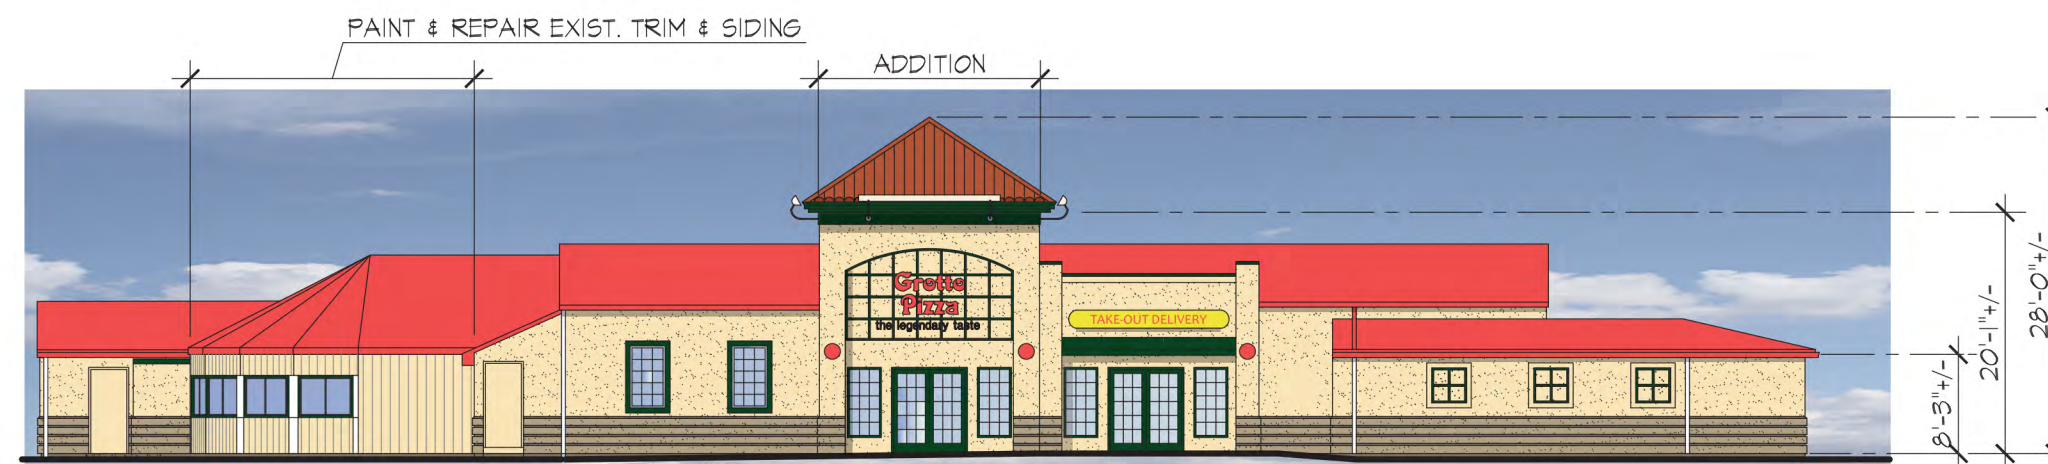 PAINT & REPAIR EXIST. TRIM & SIDING
ADDITION
Grotto
Pizza
the legendary taste
TAKE-OUT DELIVERY
8'-3"+/-
20'-1"+/-
28'-0"+/-